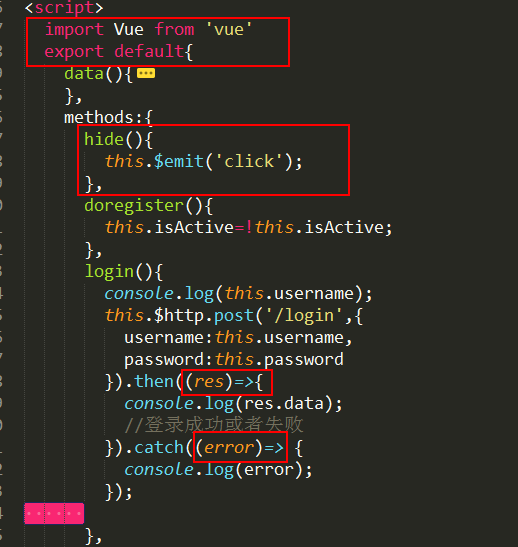 <script>
import Vue from 'vue'
export default{
data(){
},
methods:{
hide(){
this.$emit('click');
},
doregister(){
this.isActive=!this.isActive;
},
login(){
console.log(this.username);
this.$http.post('/login',{
username:this.username,
password:this.password
}).then((res)=>{
console.log(res.data);
//登录成功或者失败
}).catch((error)=> {
console.log(error);
});
},